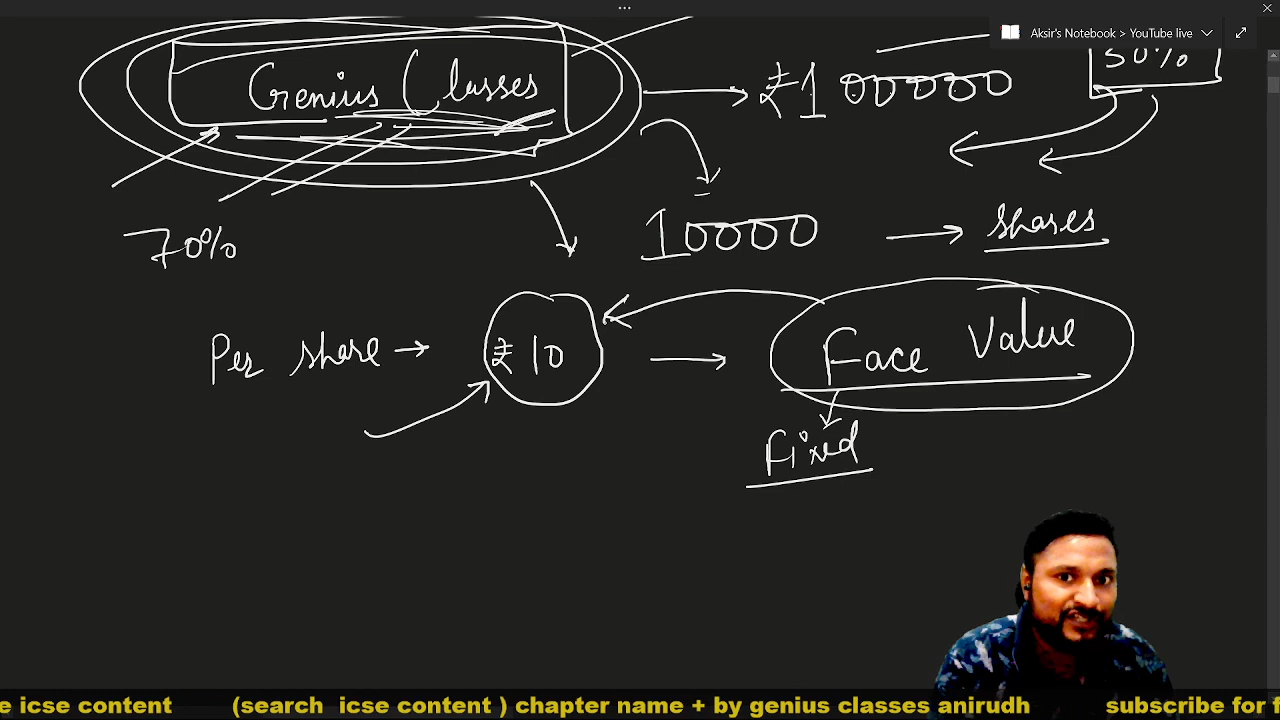 Aksir's Notebook > YouTube live
Genius Classes
₹1 00000
30%
70%
10000
shares
Per share → ₹10
Face Value
Fixed
e icse content (search icse content ) chapter name + by genius classes anirudh subscribe for f